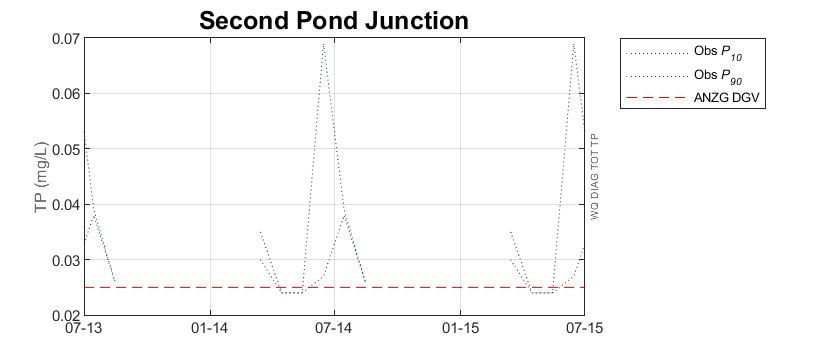 Second Pond Junction
0.07
0.06
0.05
0.04
0.03
0.02
TP (mg/L)
07-13
01-14
07-14
01-15
07-15
WQ DIAG TOT TP
Obs P10
Obs P90
ANZG DGV